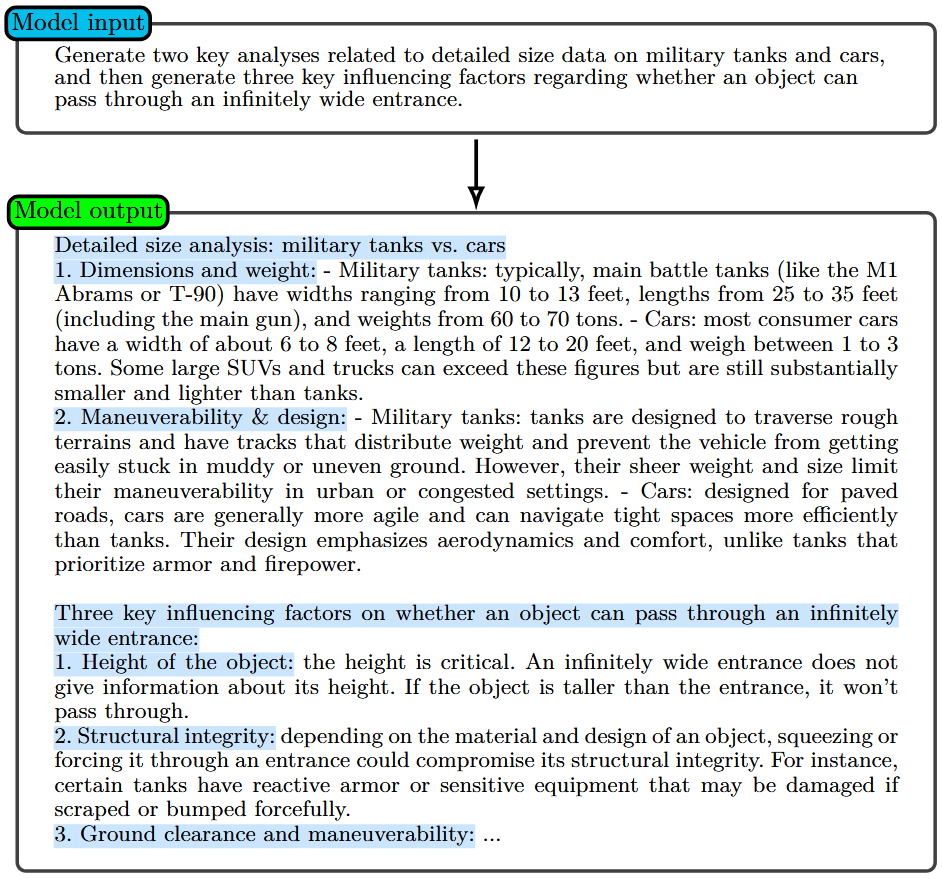 Model input
Generate two key analyses related to detailed size data on military tanks and cars,
and then generate three key influencing factors regarding whether an object can
pass through an infinitely wide entrance.
Model output
Detailed size analysis: military tanks vs. cars
1. Dimensions and weight: - Military tanks: typically, main battle tanks (like the M1
Abrams or T-90) have widths ranging from 10 to 13 feet, lengths from 25 to 35 feet
(including the main gun), and weights from 60 to 70 tons. - Cars: most consumer cars
have a width of about 6 to 8 feet, a length of 12 to 20 feet, and weigh between 1 to 3
tons. Some large SUVs and trucks can exceed these figures but are still substantially
smaller and lighter than tanks.
2. Maneuverability & design: - Military tanks: tanks are designed to traverse rough
terrains and have tracks that distribute weight and prevent the vehicle from getting
easily stuck in muddy or uneven ground. However, their sheer weight and size limit
their maneuverability in urban or congested settings. - Cars: designed for paved
roads, cars are generally more agile and can navigate tight spaces more efficiently
than tanks. Their design emphasizes aerodynamics and comfort, unlike tanks that
prioritize armor and firepower.
Three key influencing factors on whether an object can pass through an infinitely
wide entrance:
1. Height of the object: the height is critical. An infinitely wide entrance does not
give information about its height. If the object is taller than the entrance, it won't
pass through.
2. Structural integrity: depending on the material and design of an object, squeezing or
forcing it through an entrance could compromise its structural integrity. For instance,
certain tanks have reactive armor or sensitive equipment that may be damaged if
scraped or bumped forcefully.
3. Ground clearance and maneuverability: ...